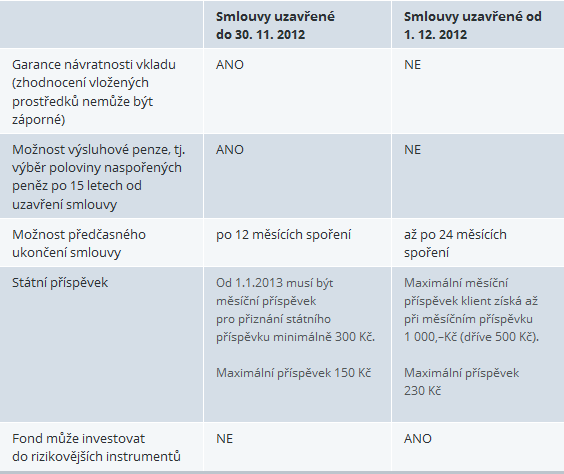 Smlouvy uzavřené
do 30. 11. 2012
Smlouvy uzavřené od
1. 12. 2012
Garance návratnosti vkladu
(zhodnocení vložených
prostředků nemůže být
záporné)
ANO
NE
Možnost výsluhové penze, tj.
výběr poloviny naspořených
peněz po 15 letech od
uzavření smlouvy
ANO
NE
Možnost předčasného
ukončení smlouvy
po 12 měsících spoření
až po 24 měsících
spoření
Státní příspěvek
Od 1.1.2013 musí být
měsíční příspěvek
pro přiznání státního
příspěvku minimálně 300 Kč.
Maximální příspěvek 150 Kč
Maximální měsíční
příspěvek klient získá až
při měsíčním příspěvku
1 000,–Kč (dříve 500 Kč).
Maximální příspěvek
230 Kč
Fond může investovat
do rizikovějších instrumentů
NE
ANO